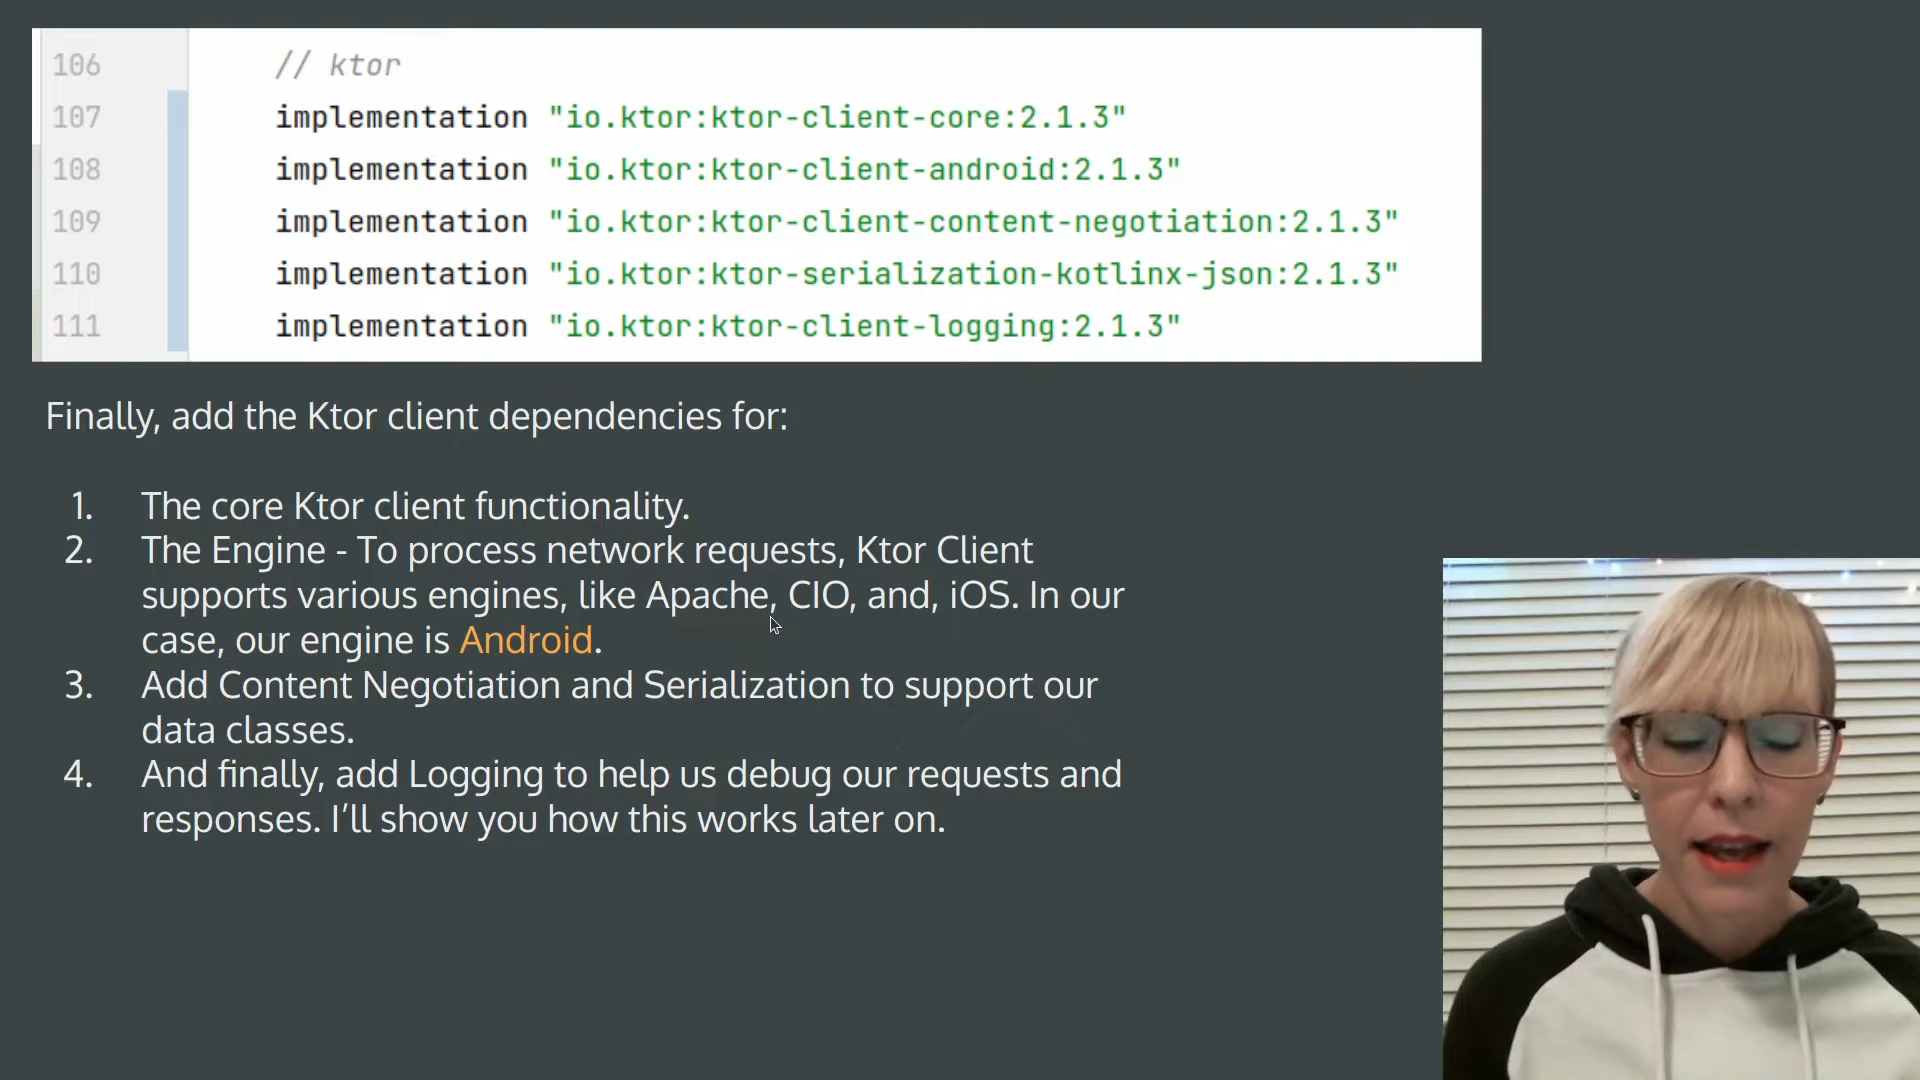 106 // ktor
107 implementation "io.ktor:ktor-client-core:2.1.3"
108 implementation "io.ktor:ktor-client-android:2.1.3"
109 implementation "io.ktor:ktor-client-content-negotiation:2.1.3"
110 implementation "io.ktor:ktor-serialization-kotlinx-json:2.1.3"
111 implementation "io.ktor:ktor-client-logging:2.1.3"
Finally, add the Ktor client dependencies for:
1. The core Ktor client functionality.
2. The Engine - To process network requests, Ktor Client
supports various engines, like Apache, CIO, and, iOS. In our
case, our engine is Android.
3. Add Content Negotiation and Serialization to support our
data classes.
4. And finally, add Logging to help us debug our requests and
responses. I’ll show you how this works later on.